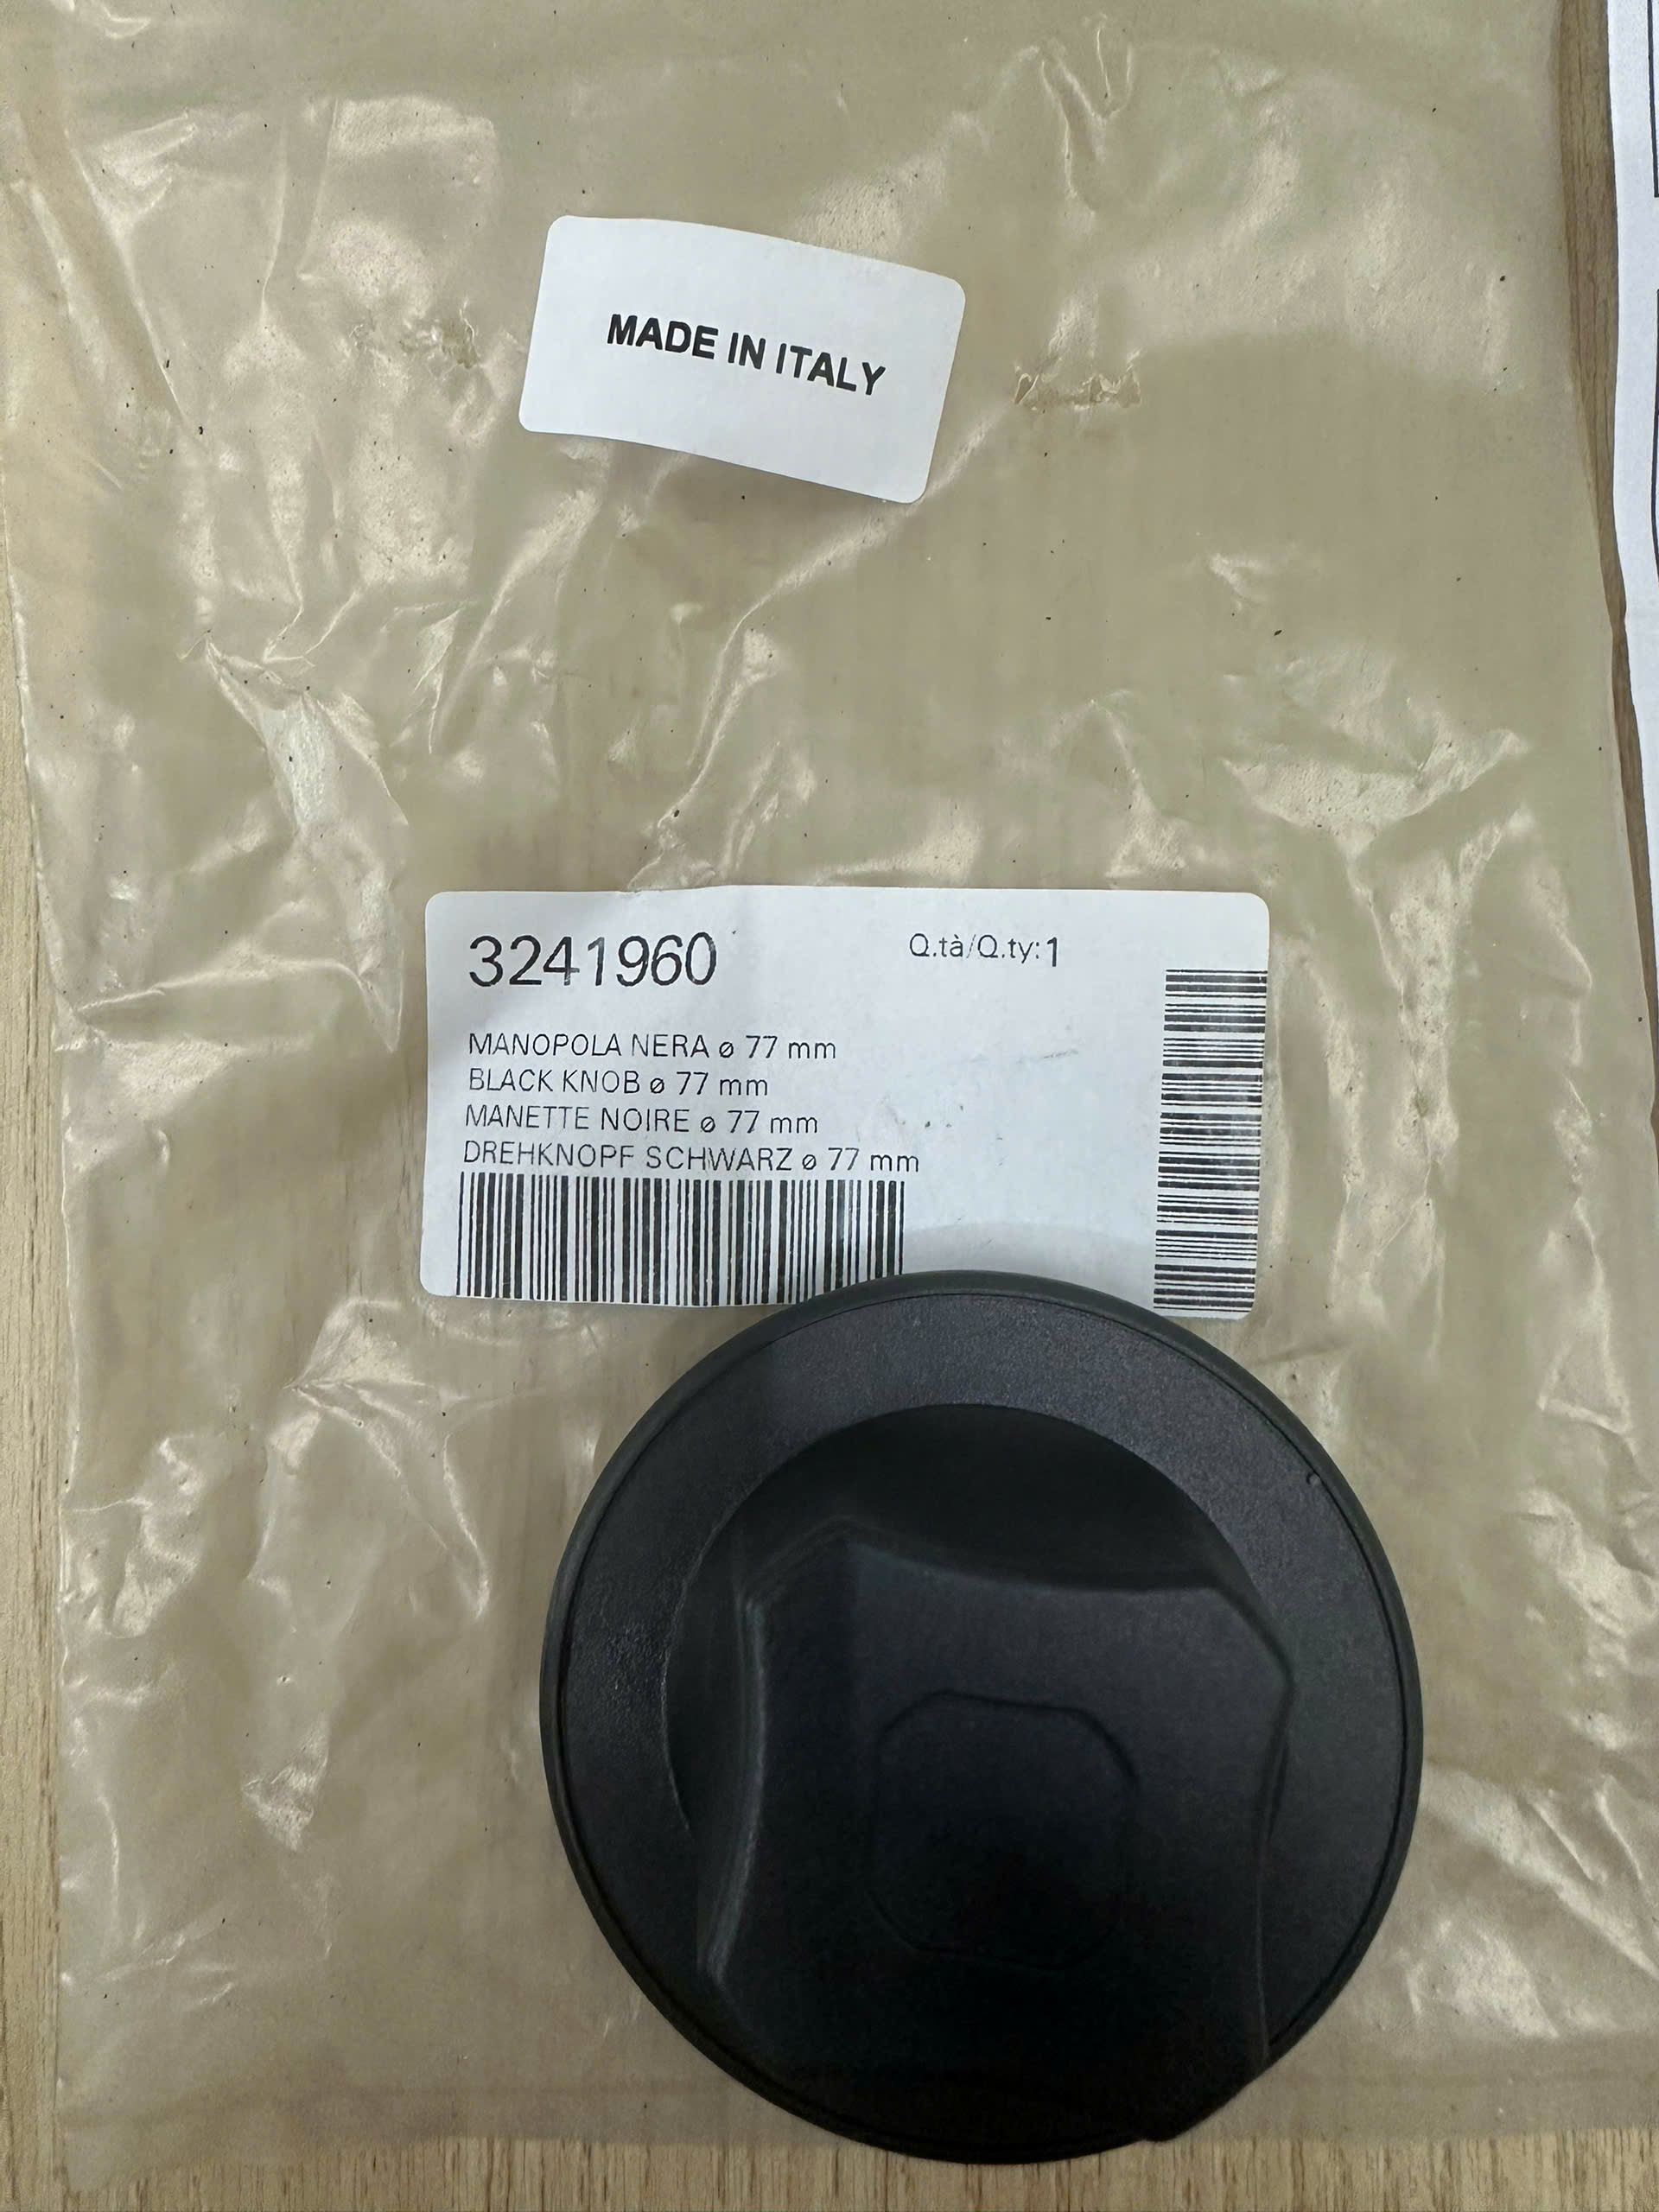 MADE IN ITALY
3241960
Q.tà/Q.ty:1
MANOPOLA NERA ø 77 mm
BLACK KNOB ø 77 mm
MANETTE NOIRE ø 77 mm
DREHKNOPF SCHWARZ ø 77 mm